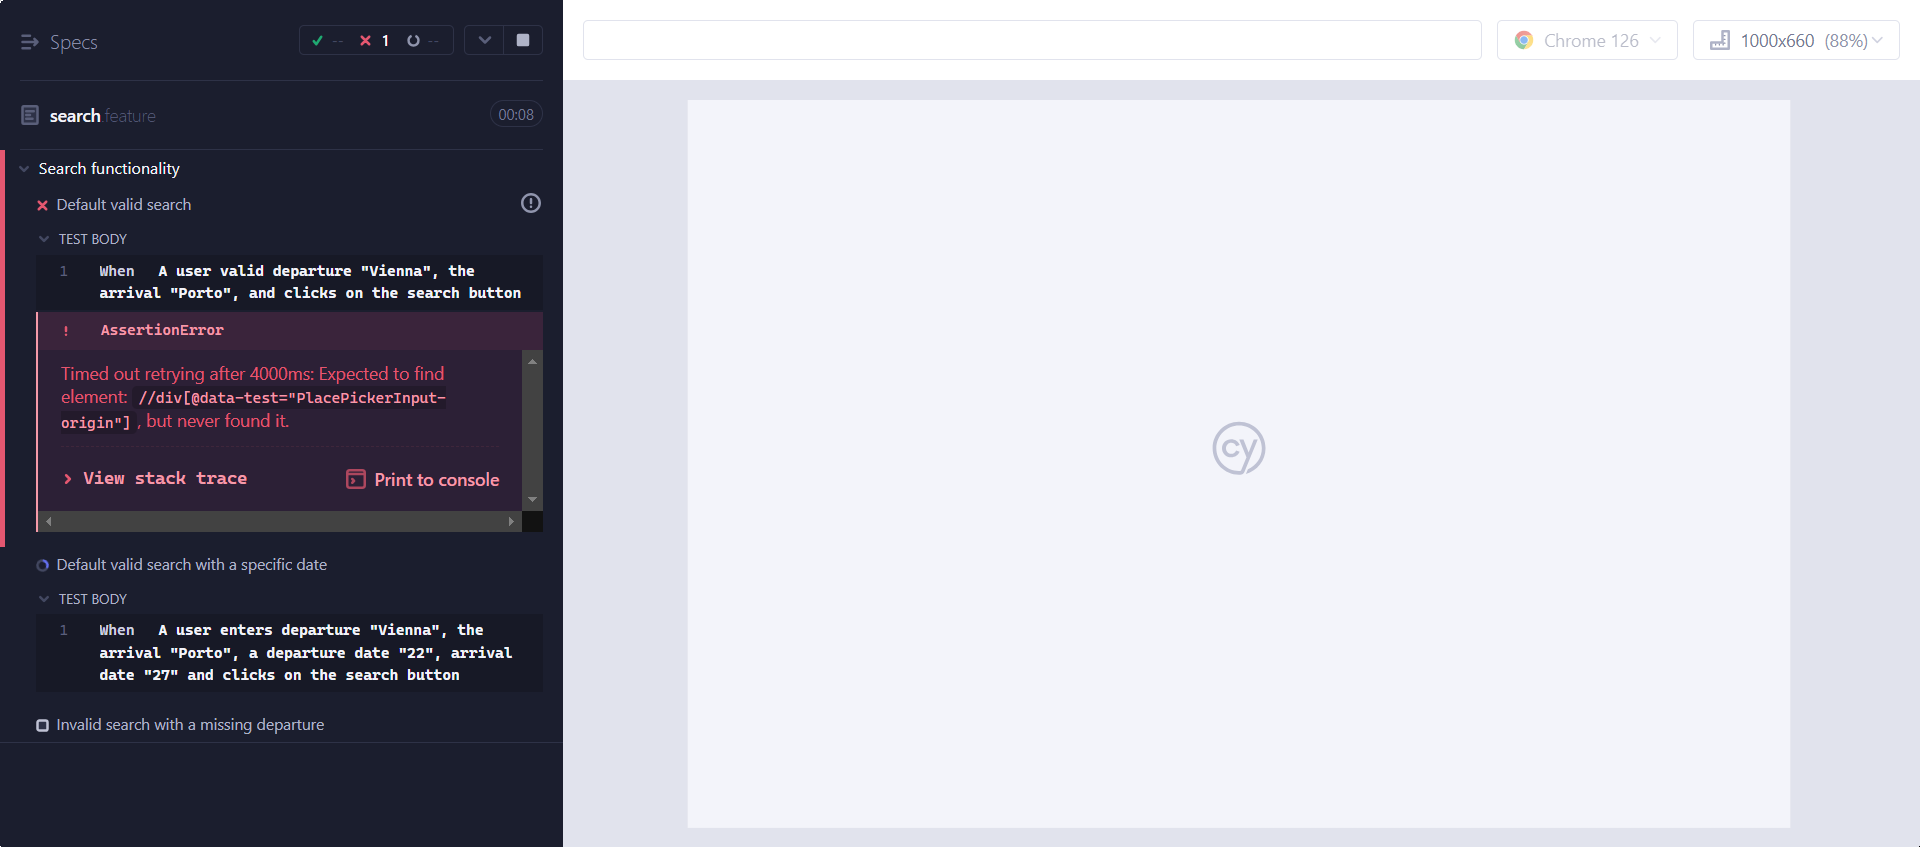 Specs
-- 1 --
search.feature
00:08
Search functionality
Default valid search
TEST BODY
1 When A user valid departure "Vienna", the
arrival "Porto", and clicks on the search button
! AssertionError
Timed out retrying after 4000ms: Expected to find
element: //div[@data-test="PlacePickerInput-
origin"] , but never found it.
View stack trace
Print to console
Default valid search with a specific date
TEST BODY
1 When A user enters departure "Vienna", the
arrival "Porto", a departure date "22", arrival
date "27" and clicks on the search button
Invalid search with a missing departure
Chrome 126
1000x660 (88%)
cy